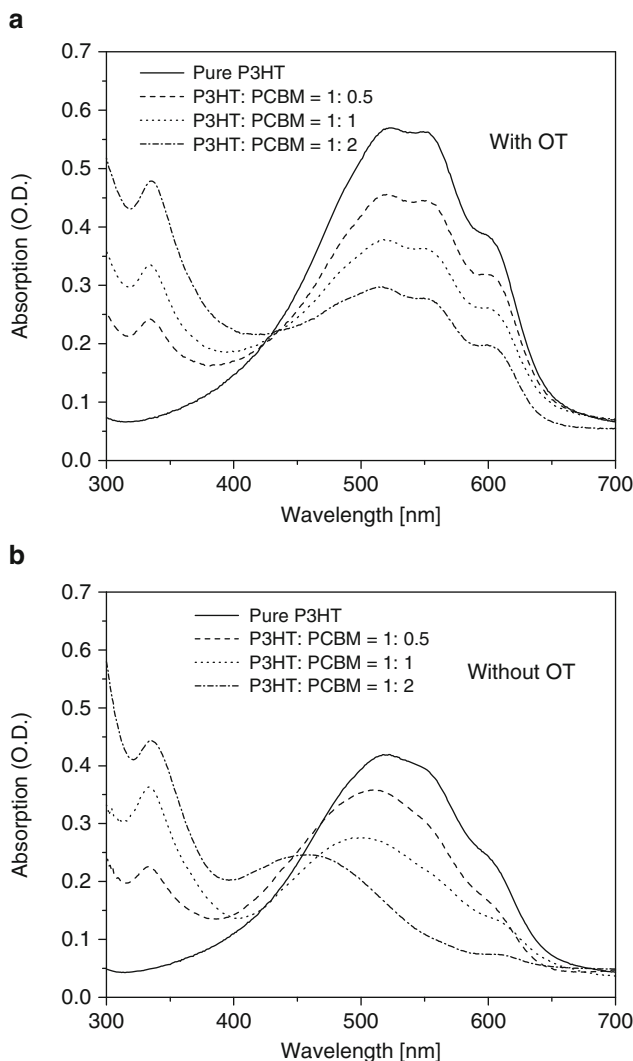 a
0.7
0.6
0.5
0.4
0.3
0.2
0.1
0.0
Absorption (O.D.)
Pure P3HT
P3HT: PCBM = 1: 0.5
P3HT: PCBM = 1: 1
P3HT: PCBM = 1: 2
With OT
300 400 500 600 700
Wavelength [nm]
b
0.7
0.6
0.5
0.4
0.3
0.2
0.1
0.0
Absorption (O.D.)
Pure P3HT
P3HT: PCBM = 1: 0.5
P3HT: PCBM = 1: 1
P3HT: PCBM = 1: 2
Without OT
300 400 500 600 700
Wavelength [nm]